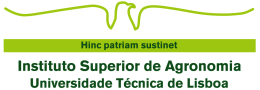 Hinc patriam sustinet
Instituto Superior de Agronomia
Universidade Técnica de Lisboa